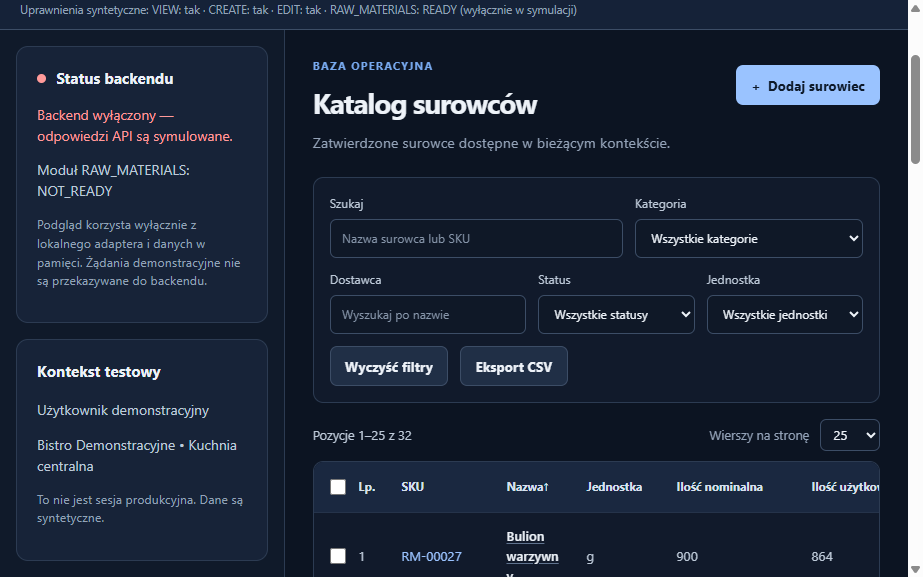 Uprawnienia syntetyczne: VIEW: tak · CREATE: tak · EDIT: tak · RAW_MATERIALS: READY (wyłącznie w symulacji)
Status backendu
Backend wyłączony —
odpowiedzi API są symulowane.
Moduł RAW_MATERIALS:
NOT_READY
Podgląd korzysta wyłącznie z
lokalnego adaptera i danych w
pamięci. Żądania demonstracyjne nie
są przekazywane do backendu.
Kontekst testowy
Użytkownik demonstracyjny
Bistro Demonstracyjne • Kuchnia
centralna
To nie jest sesja produkcyjna. Dane są
syntetyczne.
BAZA OPERACYJNA
Katalog surowców
+ Dodaj surowiec
Zatwierdzone surowce dostępne w bieżącym kontekście.
Szukaj
Kategoria
Nazwa surowca lub SKU
Wszystkie kategorie
Dostawca
Status
Jednostka
Wyszukaj po nazwie
Wszystkie statusy
Wszystkie jednostki
Wyczyść filtry
Eksport CSV
Pozycje 1–25 z 32
Wierszy na stronę
25
Lp. SKU Nazwa↑ Jednostka Ilość nominalna Ilość użytkow
Bulion
1 RM-00027 warzywn g 900 864
y